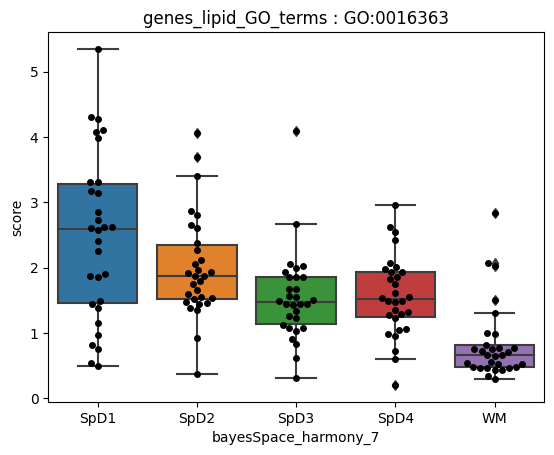 genes_lipid_GO_terms : GO:0016363
5
4
3
2
1
0
score
SpD1 SpD2 SpD3 SpD4 WM
bayesSpace_harmony_7